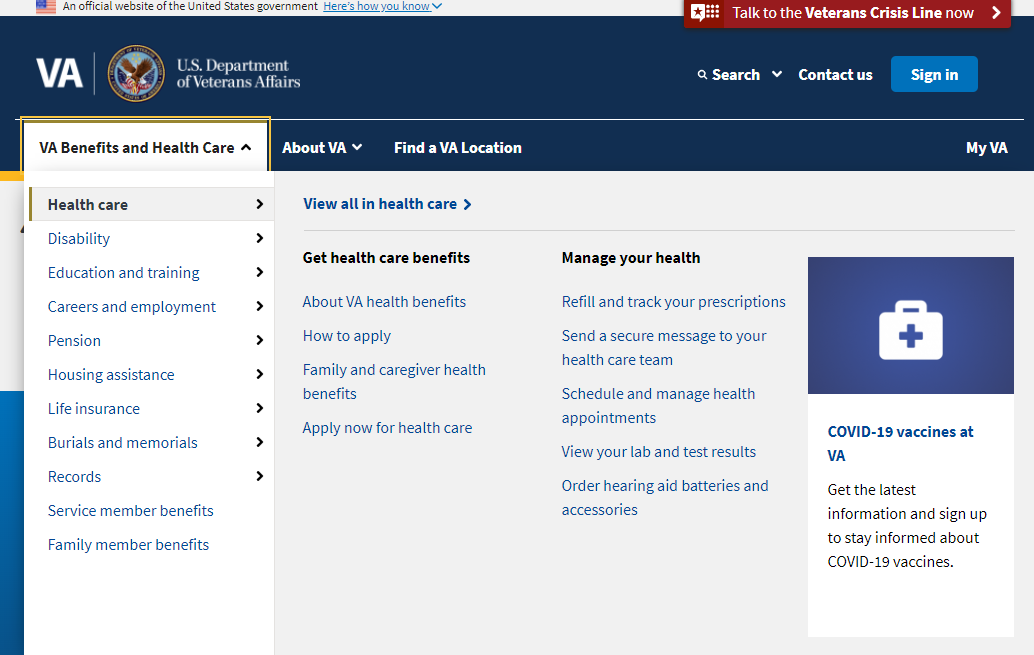 An official website of the United States government Here's how you know
Talk to the Veterans Crisis Line now
VA
U.S. Department
of Veterans Affairs
Search
Contact us
Sign in
VA Benefits and Health Care
About VA
Find a VA Location
My VA
Health care
Disability
Education and training
Careers and employment
Pension
Housing assistance
Life insurance
Burials and memorials
Records
Service member benefits
Family member benefits
View all in health care
Get health care benefits
About VA health benefits
How to apply
Family and caregiver health
benefits
Apply now for health care
Manage your health
Refill and track your prescriptions
Send a secure message to your
health care team
Schedule and manage health
appointments
View your lab and test results
Order hearing aid batteries and
accessories
COVID-19 vaccines at
VA
Get the latest
information and sign up
to stay informed about
COVID-19 vaccines.